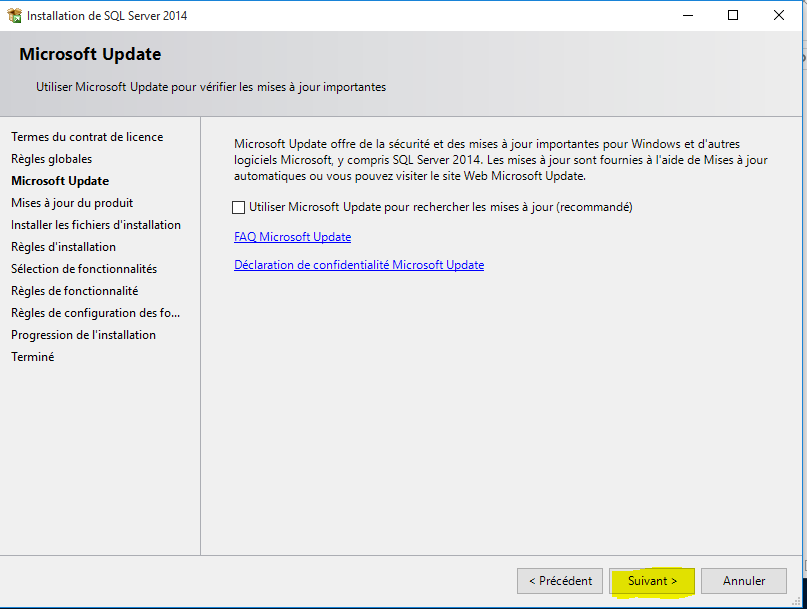 Installation de SQL Server 2014
Microsoft Update
Utiliser Microsoft Update pour vérifier les mises à jour importantes
Termes du contrat de licence
Règles globales
Microsoft Update
Mises à jour du produit
Installer les fichiers d'installation
Règles d'installation
Sélection de fonctionnalités
Règles de fonctionnalité
Règles de configuration des fo...
Progression de l'installation
Terminé
Microsoft Update offre de la sécurité et des mises à jour importantes pour Windows et d'autres
logiciels Microsoft, y compris SQL Server 2014. Les mises à jour sont fournies à l'aide de Mises à jour
automatiques ou vous pouvez visiter le site Web Microsoft Update.
Utiliser Microsoft Update pour rechercher les mises à jour (recommandé)
FAQ Microsoft Update
Déclaration de confidentialité Microsoft Update
< Précédent
Suivant >
Annuler